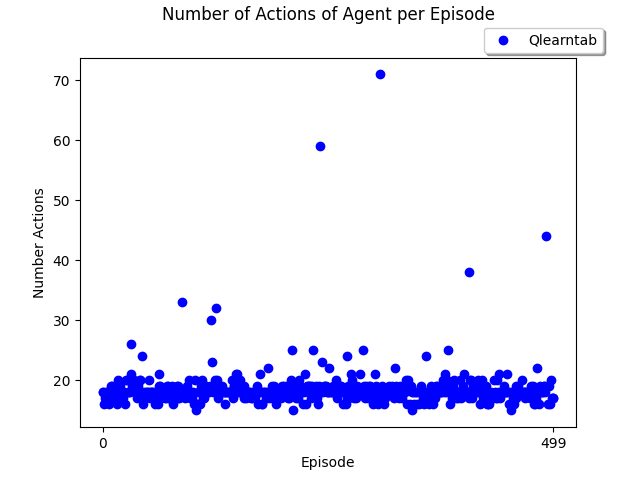 Number of Actions of Agent per Episode
Qlearntab
70
60
50
40
30
20
Number Actions
0 499
Episode